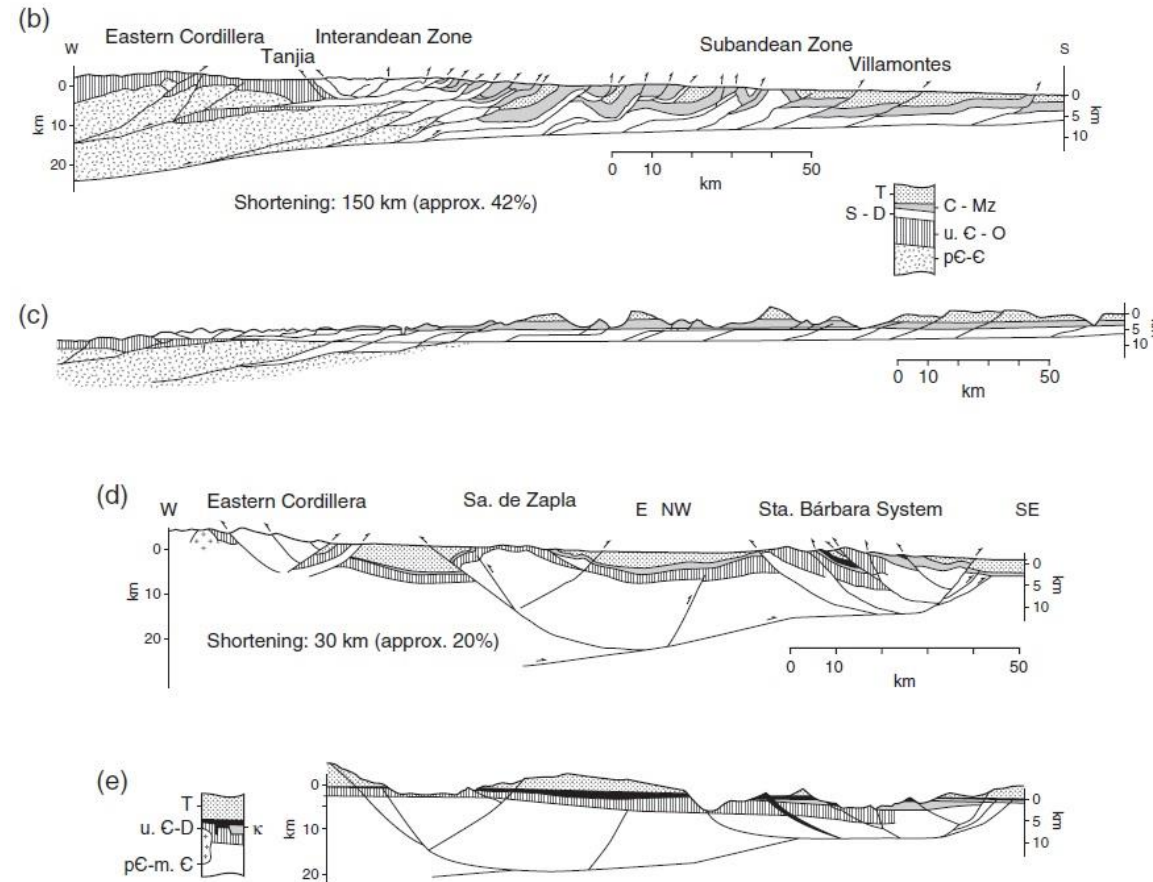 (b)
Eastern Cordillera Interandean Zone Subandean Zone
W Tanjia Villamontes S
0 0
km 10 5 km
20 10
0 10 50
km
Shortening: 150 km (approx. 42%)
T
S - D C - Mz
u. Є - O
pЄ-Є
(c)
0
5
10
0 10 50
km
(d)
W Eastern Cordillera Sa. de Zapla E NW Sta. Bárbara System SE
0 0
km 10 5 km
20 10
Shortening: 30 km (approx. 20%)
0 10 50
km
(e)
T
u. Є-D κ
pЄ-m. Є
0 0
km 10 5 km
20 10